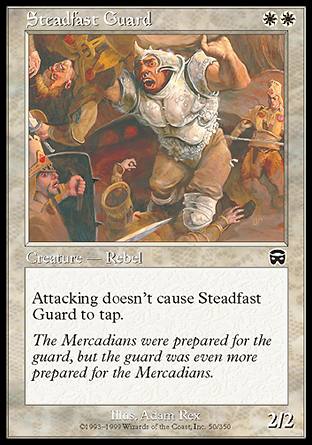 Steadfast Guard
Creature — Rebel
Attacking doesn't cause Steadfast
Guard to tap.
The Mercadians were prepared for the
guard, but the guard was even more
prepared for the Mercadians.
Illus. Adam Rex
©1993-1999 Wizards of the Coast, Inc. 50/350
2/2